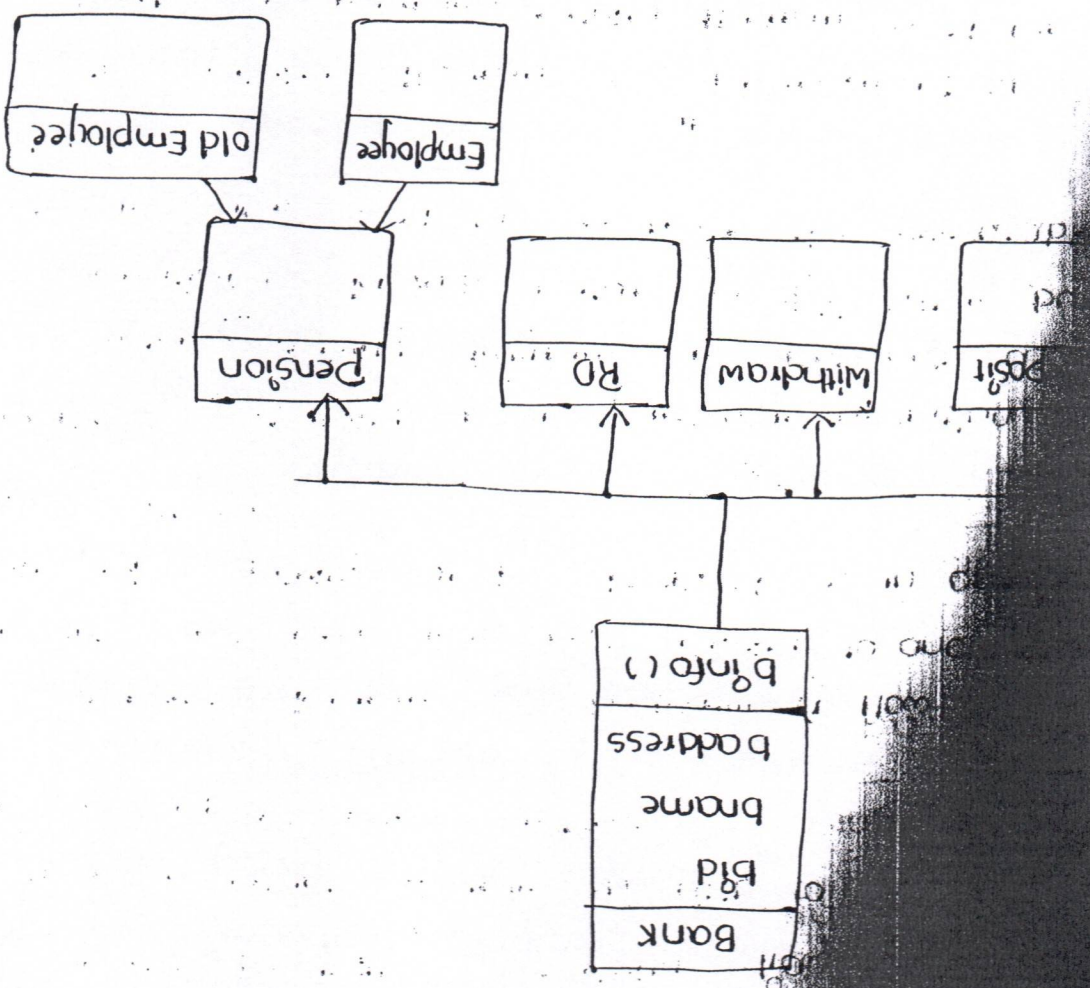 Bank
bid
bname
baddress
binfo()
withdraw
RD
pension
Employee
old Employee